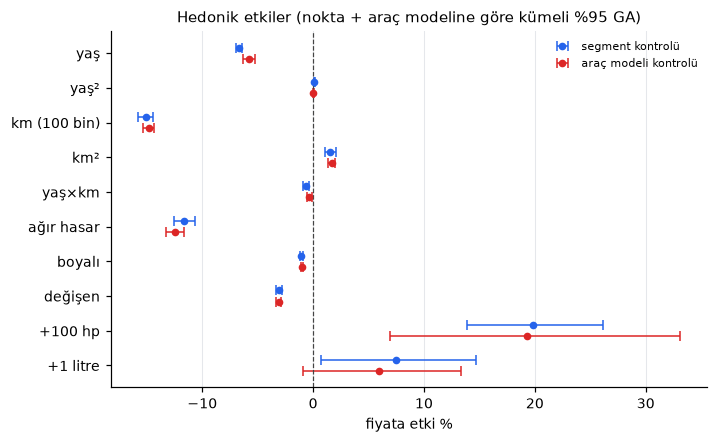 Hedonik etkiler (nokta + araç modeline göre kümeli %95 GA)
segment kontrolü
araç modeli kontrolü
yaş
yaş²
km (100 bin)
km²
yaş×km
ağır hasar
boyalı
değişen
+100 hp
+1 litre
−10
0
10
20
30
fiyata etki %